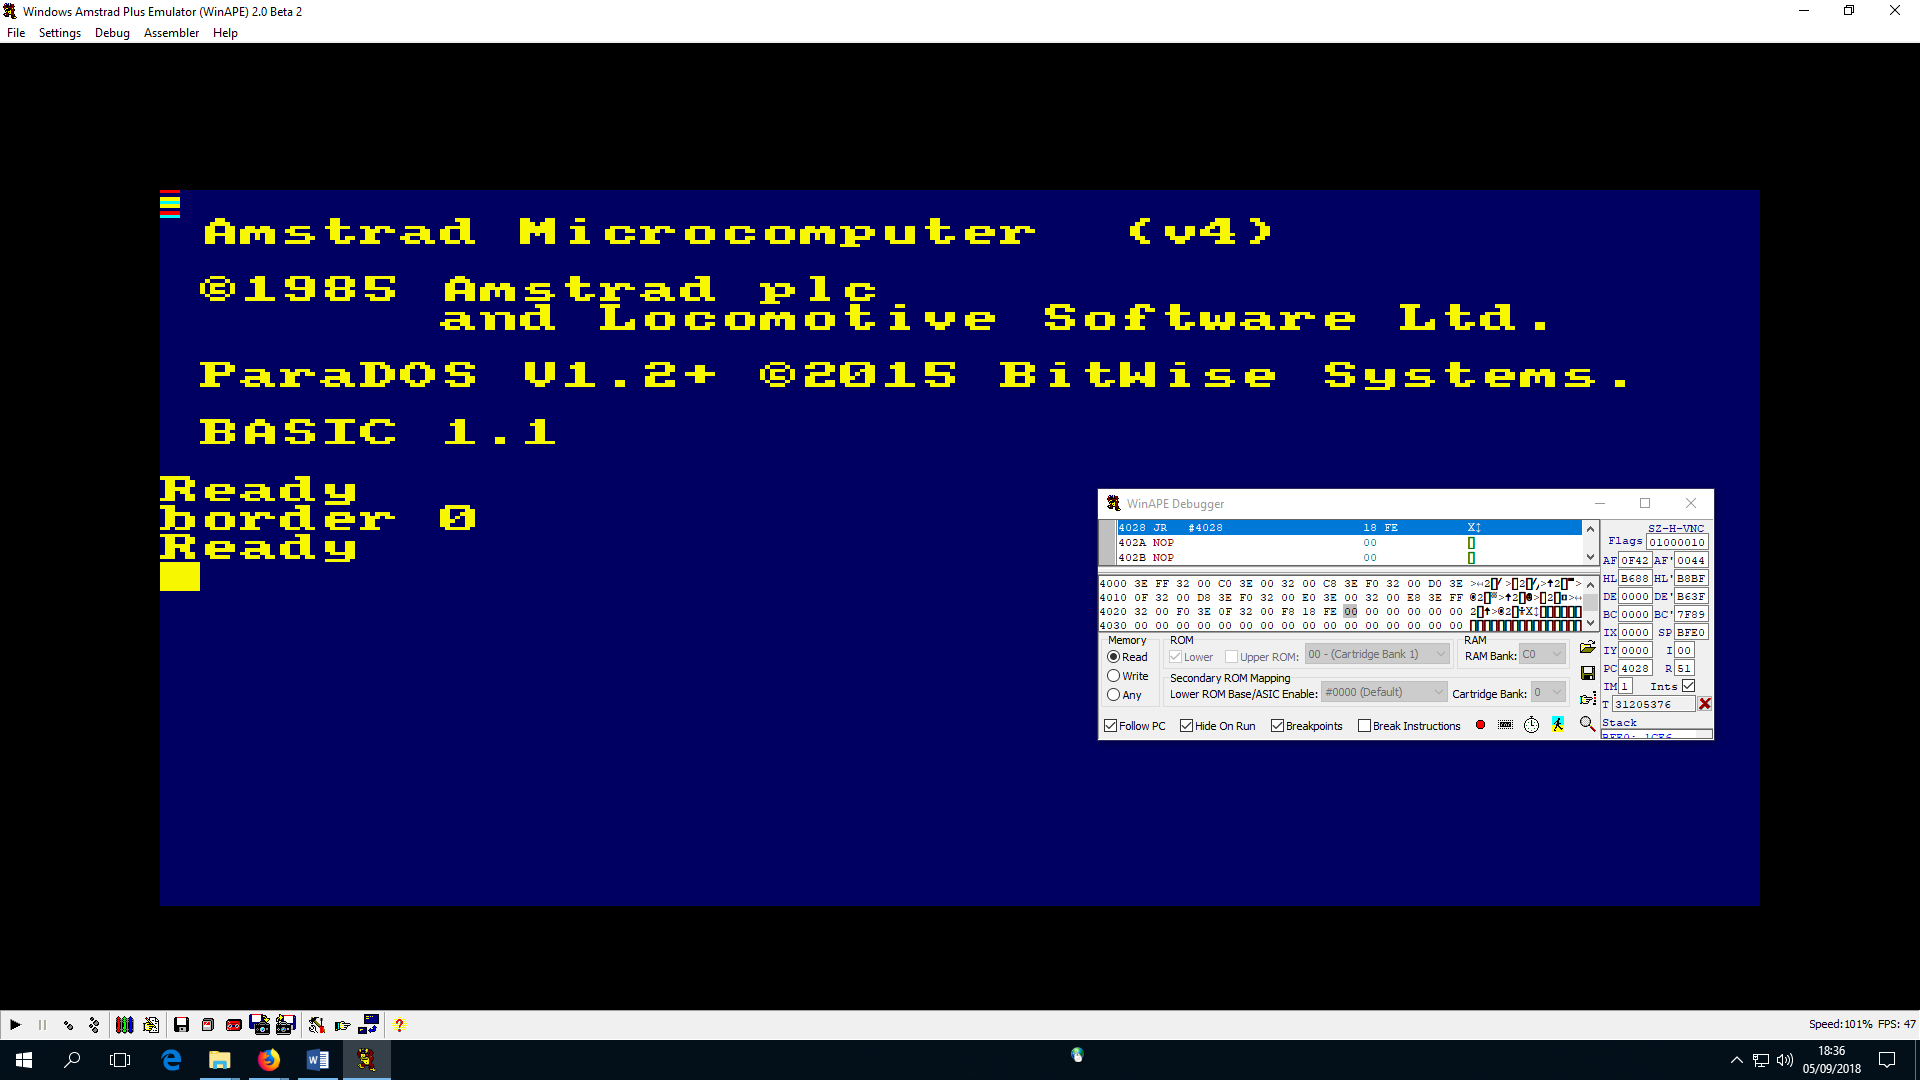 Windows Amstrad Plus Emulator (WinAPE) 2.0 Beta 2
File Settings Debug Assembler Help
Amstrad Microcomputer (v4)
©1985 Amstrad plc
and Locomotive Software Ltd.
ParaDOS V1.2+ ©2015 BitWise Systems.
BASIC 1.1
Ready
border 0
Ready
WinAPE Debugger
4028 JR #4028 18 FE
402A NOP 00
402B NOP 00
4000 3E FF 32 00 C0 3E 00 32 00 C8 3E F0 32 00 D0 3E
4010 0F 32 00 D8 3E F0 32 00 E0 3E 00 32 00 E8 3E FF
4020 32 00 F0 3E 0F 32 00 F8 18 FE 00 00 00 00 00 00
4030 00 00 00 00 00 00 00 00 00 00 00 00 00 00 00 00
SZ-H-VNC
Flags 01000010
AF 0F42 AF' 0044
HL B688 HL' B8BF
DE 0000 DE' B63F
BC 0000 BC' 7F89
IX 0000 SP BFE0
IY 0000 I 00
PC 4028 R 51
IM 1 Ints
T 31205376
Stack
Memory
Read
Write
Any
ROM
Lower Upper ROM: 00 - (Cartridge Bank 1)
RAM
RAM Bank: C0
Secondary ROM Mapping
Lower ROM Base/ASIC Enable: #0000 (Default) Cartridge Bank: 0
Follow PC Hide On Run Breakpoints Break Instructions
Speed:101% FPS: 47
18:36
05/09/2018